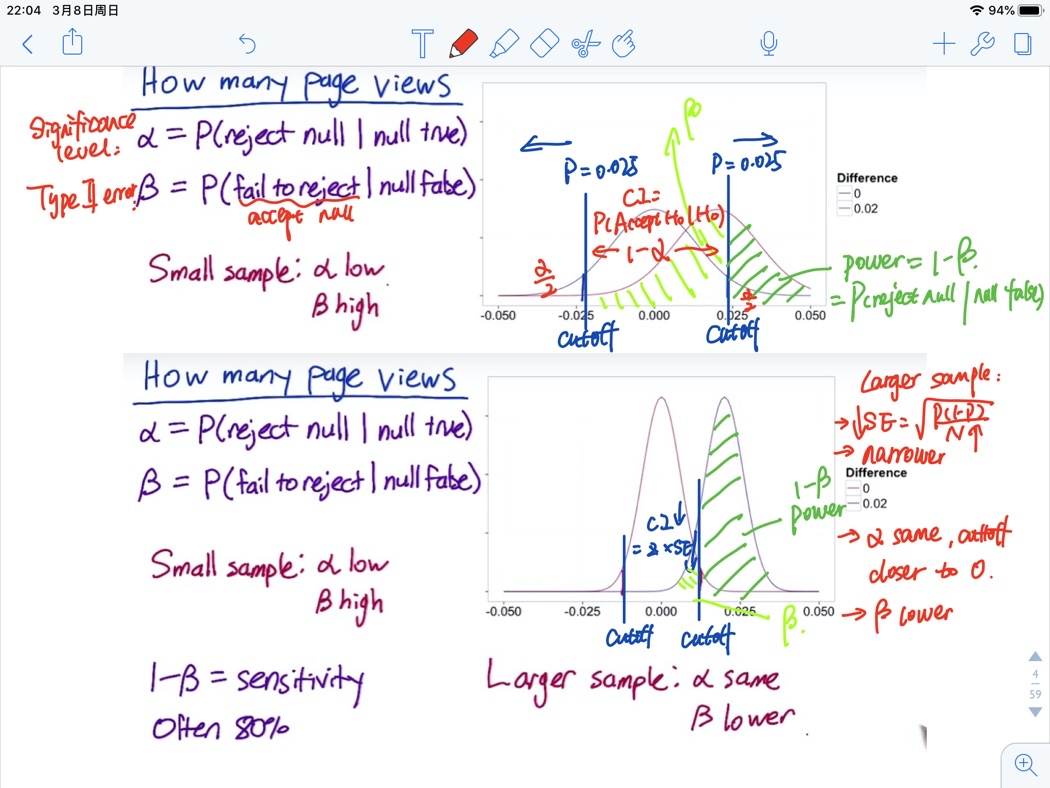 22:04 3月8日周日
94%
How many page views
Significance level:
α = P(reject null | null true)
Type II error:
β = P(fail to reject | null false)
accept null
Small sample: α low
β high
β
P = 0.025
P = 0.025
CI =
P(Accept H₀ | H₀)
1-α
α/2
α/2
-0.050 -0.025 0.000 0.025 0.050
cutoff
cutoff
Difference
0
0.02
power = 1-β.
= P(reject null | null false)
How many page views
α = P(reject null | null true)
β = P(fail to reject | null false)
Small sample: α low
β high
1-β = sensitivity
Often 80%
CI↓
= 2 × SE
1-β
power
-0.050 -0.025 0.000 0.025 0.050
cutoff
cutoff
β.
Difference
0
0.02
Larger sample:
→ ↓SE = √P(1-P)/N↑
→ narrower
→ α same, cutoff
closer to 0.
→ β lower
Larger sample: α same
β lower.
4
59